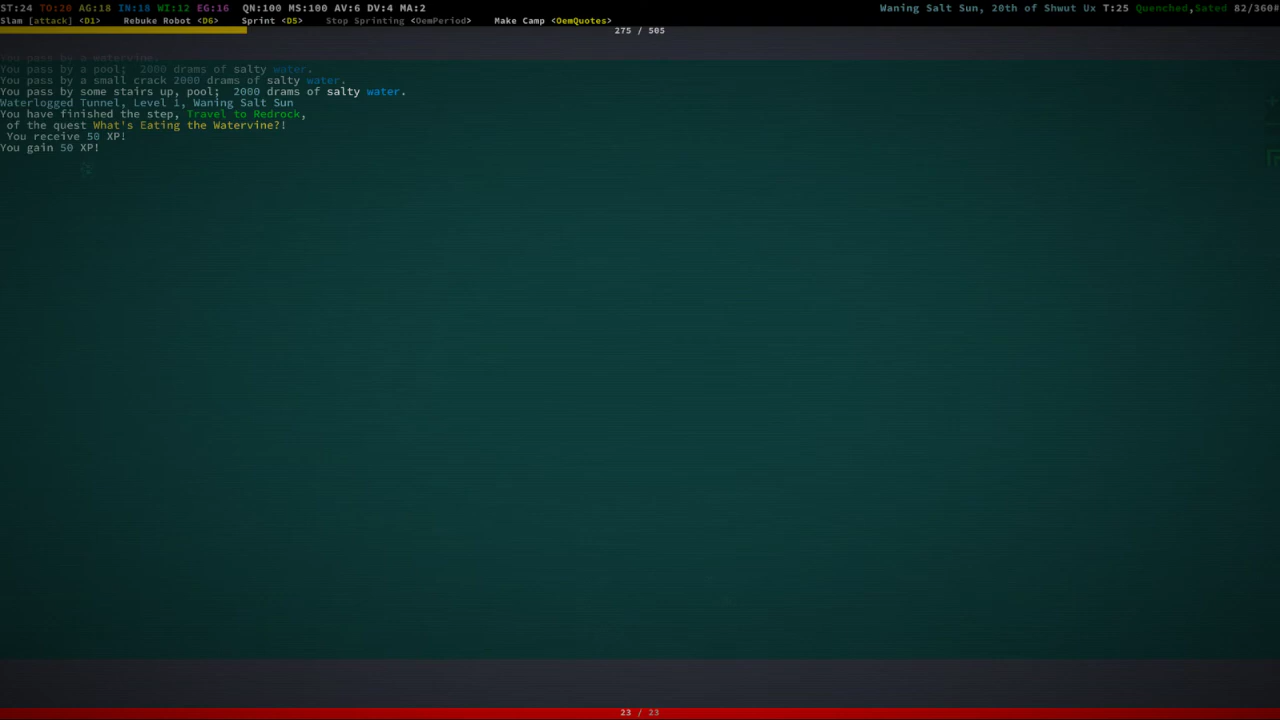 ST:24 TO:20 AG:18 IN:18 WI:12 EG:16 QN:100 MS:100 AV:6 DV:4 MA:2 Waning Salt Sun, 20th of Shwut Ux T:25 Quenched,Sated 82/360#
Slam [attack] <D1> Rebuke Robot <D6> Sprint <D5> Stop Sprinting <OemPeriod> Make Camp <OemQuotes>
275 / 505
You pass by a watervine.
You pass by a pool; 2000 drams of salty water.
You pass by a small crack 2000 drams of salty water.
You pass by some stairs up, pool; 2000 drams of salty water.
Waterlogged Tunnel, Level 1, Waning Salt Sun
You have finished the step, Travel to Redrock,
of the quest What's Eating the Watervine?!
You receive 50 XP!
You gain 50 XP!
23 / 23